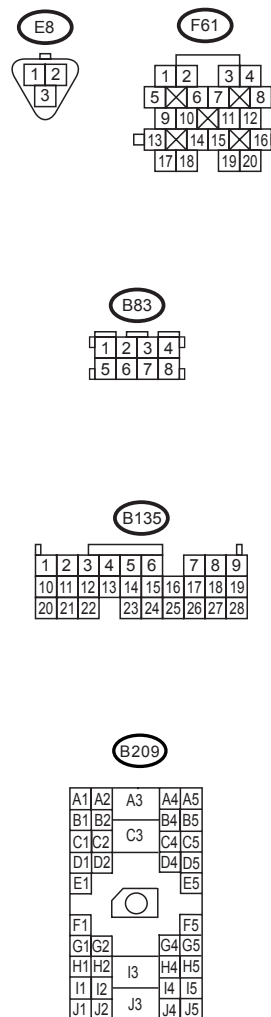 E8
1 2
3
F61
1 2 3 4
5 6 7 8
9 10 11 12
13 14 15 16
17 18 19 20
B83
1 2 3 4
5 6 7 8
B135
1 2 3 4 5 6 7 8 9
10 11 12 13 14 15 16 17 18 19
20 21 22 23 24 25 26 27 28
B209
A1 A2 A3 A4 A5
B1 B2 B4 B5
C1 C2 C3 C4 C5
D1 D2 D4 D5
E1 E5
F1 F5
G1 G2 G4 G5
H1 H2 H4 H5
I1 I2 I3 I4 I5
J1 J2 J3 J4 J5